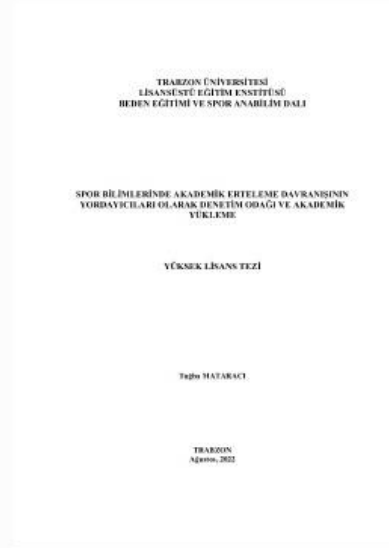 TRABZON ÜNİVERSİTESİ
LİSANSÜSTÜ EĞİTİM ENSTİTÜSÜ
BEDEN EĞİTİMİ VE SPOR ANABİLİM DALI
SPOR BİLİMLERİNDE AKADEMİK ERTELEME DAVRANIŞININ
YORDAYICILARI OLARAK DENETİM ODAĞI VE AKADEMİK
YÜKLEME
YÜKSEK LİSANS TEZİ
Tuğba MATARACI
TRABZON
Ağustos, 2022